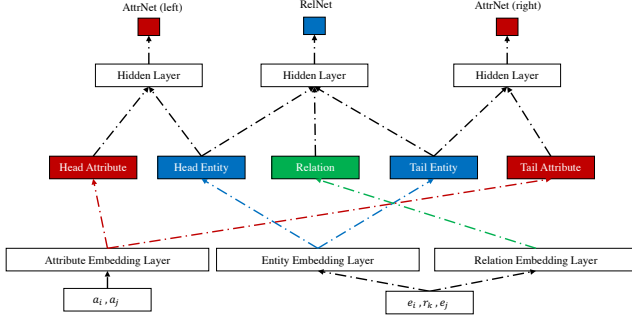 AttrNet (left) RelNet AttrNet (right)
Hidden Layer Hidden Layer Hidden Layer
Head Attribute Head Entity Relation Tail Entity Tail Attribute
Attribute Embedding Layer Entity Embedding Layer Relation Embedding Layer
a_i , a_j e_i , r_k , e_j